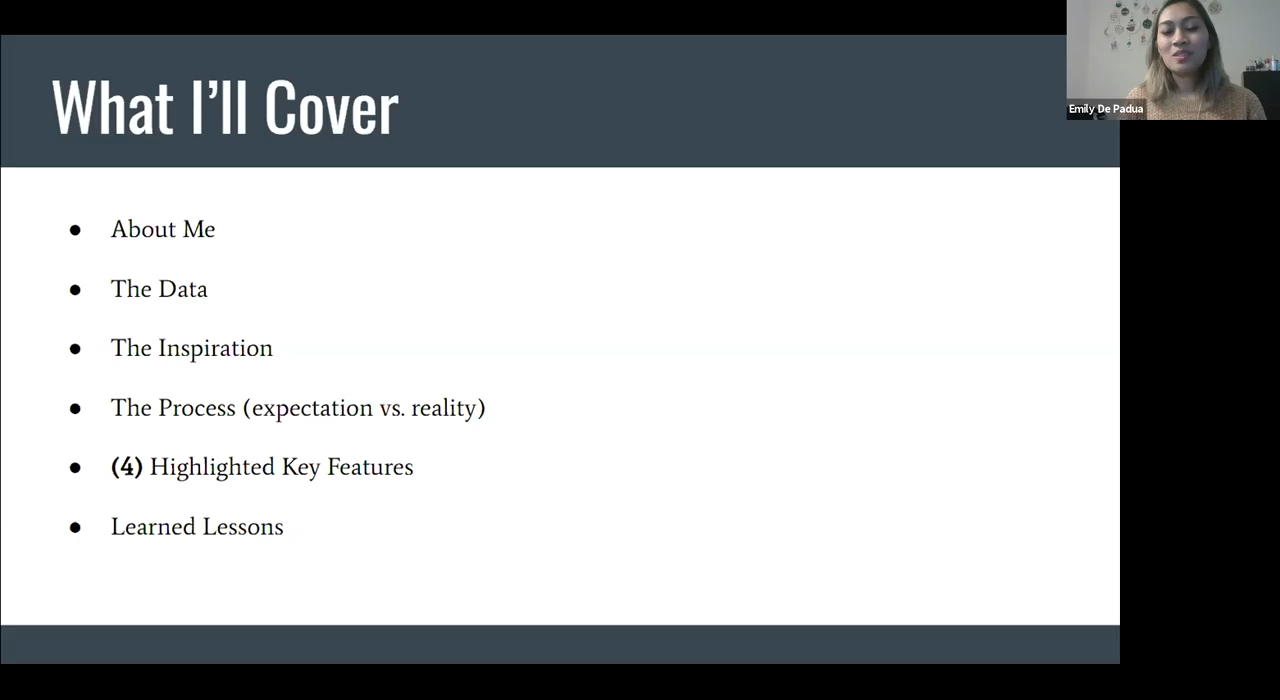 What I’ll Cover
Emily De Padua
● About Me
● The Data
● The Inspiration
● The Process (expectation vs. reality)
● (4) Highlighted Key Features
● Learned Lessons